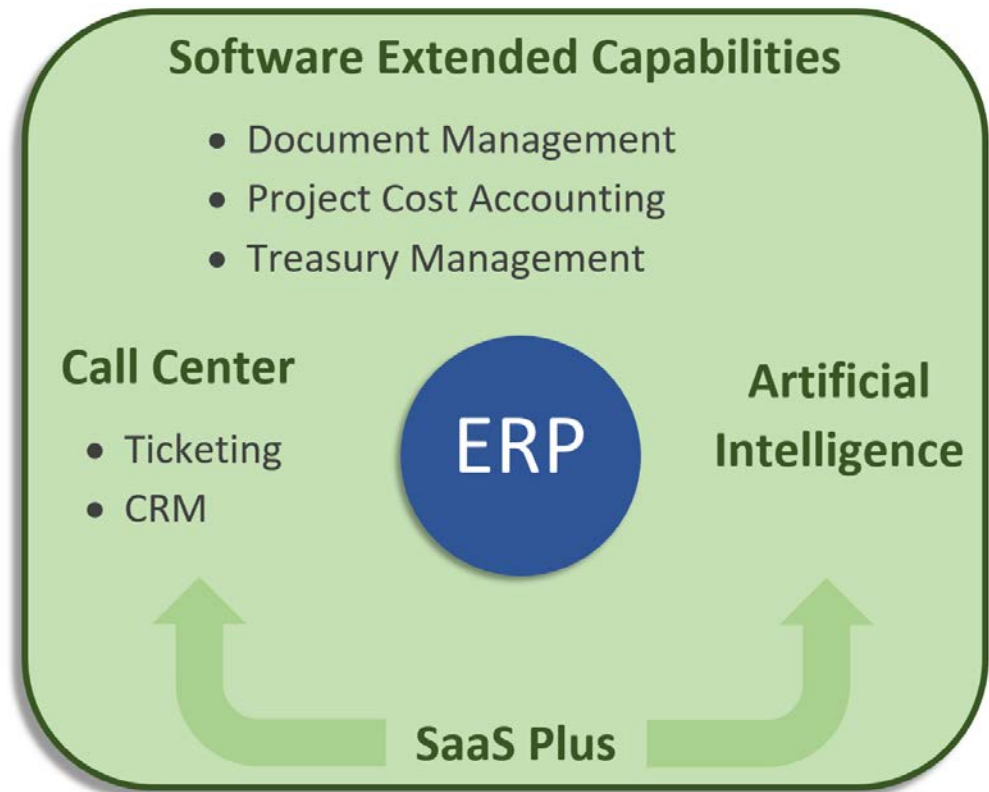 Software Extended Capabilities
• Document Management
• Project Cost Accounting
• Treasury Management
Call Center
• Ticketing
• CRM
ERP
Artificial
Intelligence
SaaS Plus